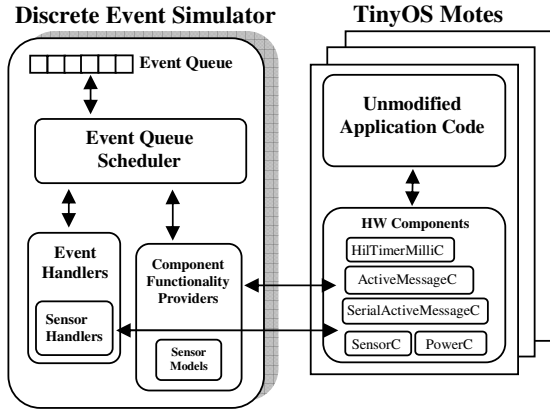 Discrete Event Simulator
Event Queue
Event Queue
Scheduler
Event
Handlers
Sensor
Handlers
Component
Functionality
Providers
Sensor
Models
TinyOS Motes
Unmodified
Application Code
HW Components
HilTimerMilliC
ActiveMessageC
SerialActiveMessageC
SensorC
PowerC